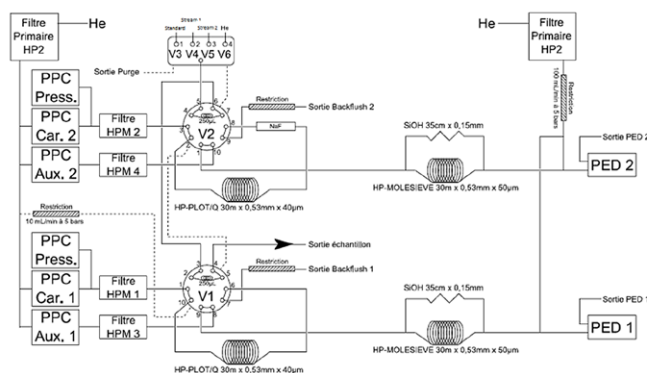 Filtre
Primaire
HP2
He
Standard
Stream 1
Stream 2
He
1
2
3
4
V3
V4
V5
V6
Sortie Purge
He
Filtre
Primaire
HP2
Restriction
100 mL/min à 5 bars
PPC
Press.
PPC
Car. 2
Filtre
HPM 2
PPC
Aux. 2
Filtre
HPM 4
250µL
V2
Restriction
Sortie Backflush 2
NaF
SiOH 35cm x 0,15mm
Sortie PED 2
PED 2
HP-PLOT/Q 30m x 0,53mm x 40µm
HP-MOLESIEVE 30m x 0,53mm x 50µm
Restriction
10 mL/min à 5 bars
PPC
Press.
PPC
Car. 1
Filtre
HPM 1
PPC
Aux. 1
Filtre
HPM 3
Sortie échantillon
250µL
V1
Restriction
Sortie Backflush 1
SiOH 35cm x 0,15mm
Sortie PED 1
PED 1
HP-PLOT/Q 30m x 0,53mm x 40µm
HP-MOLESIEVE 30m x 0,53mm x 50µm